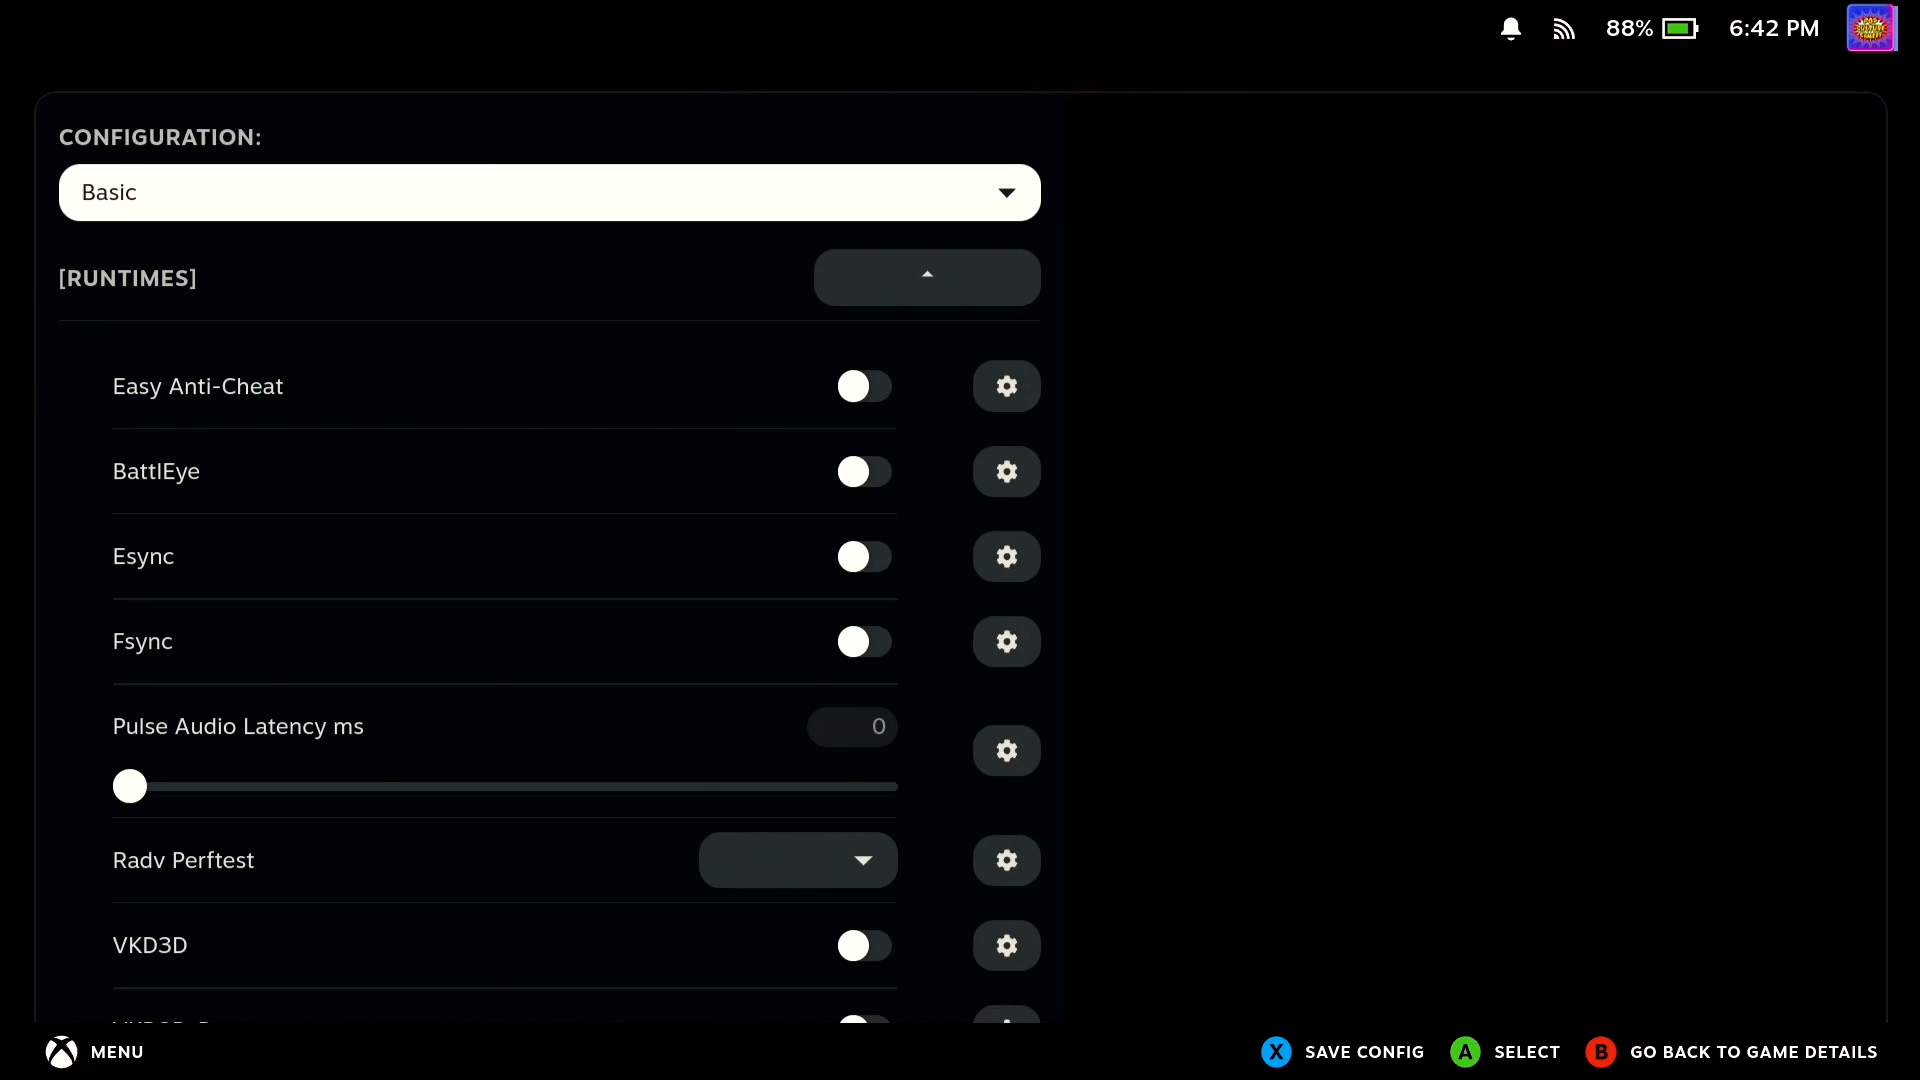 88%
6:42 PM
CONFIGURATION:
Basic
[RUNTIMES]
Easy Anti-Cheat
BattlEye
Esync
Fsync
Pulse Audio Latency ms
0
Radv Perftest
VKD3D
MENU
X SAVE CONFIG
A SELECT
B GO BACK TO GAME DETAILS